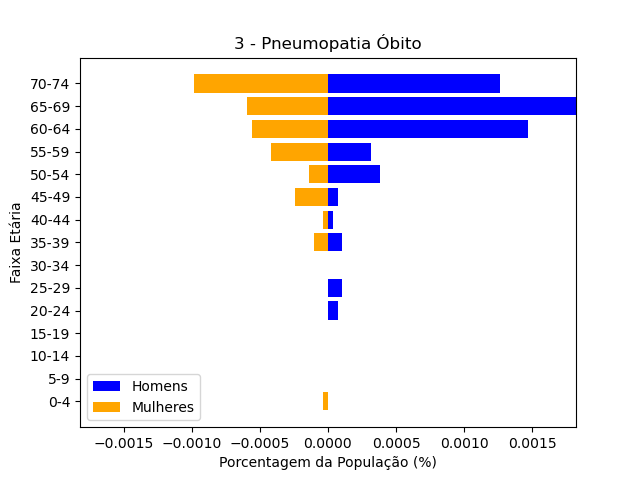 3 - Pneumopatia Óbito
Faixa Etária
70-74
65-69
60-64
55-59
50-54
45-49
40-44
35-39
30-34
25-29
20-24
15-19
10-14
5-9
0-4
Homens
Mulheres
−0.0015 −0.0010 −0.0005 0.0000 0.0005 0.0010 0.0015
Porcentagem da População (%)